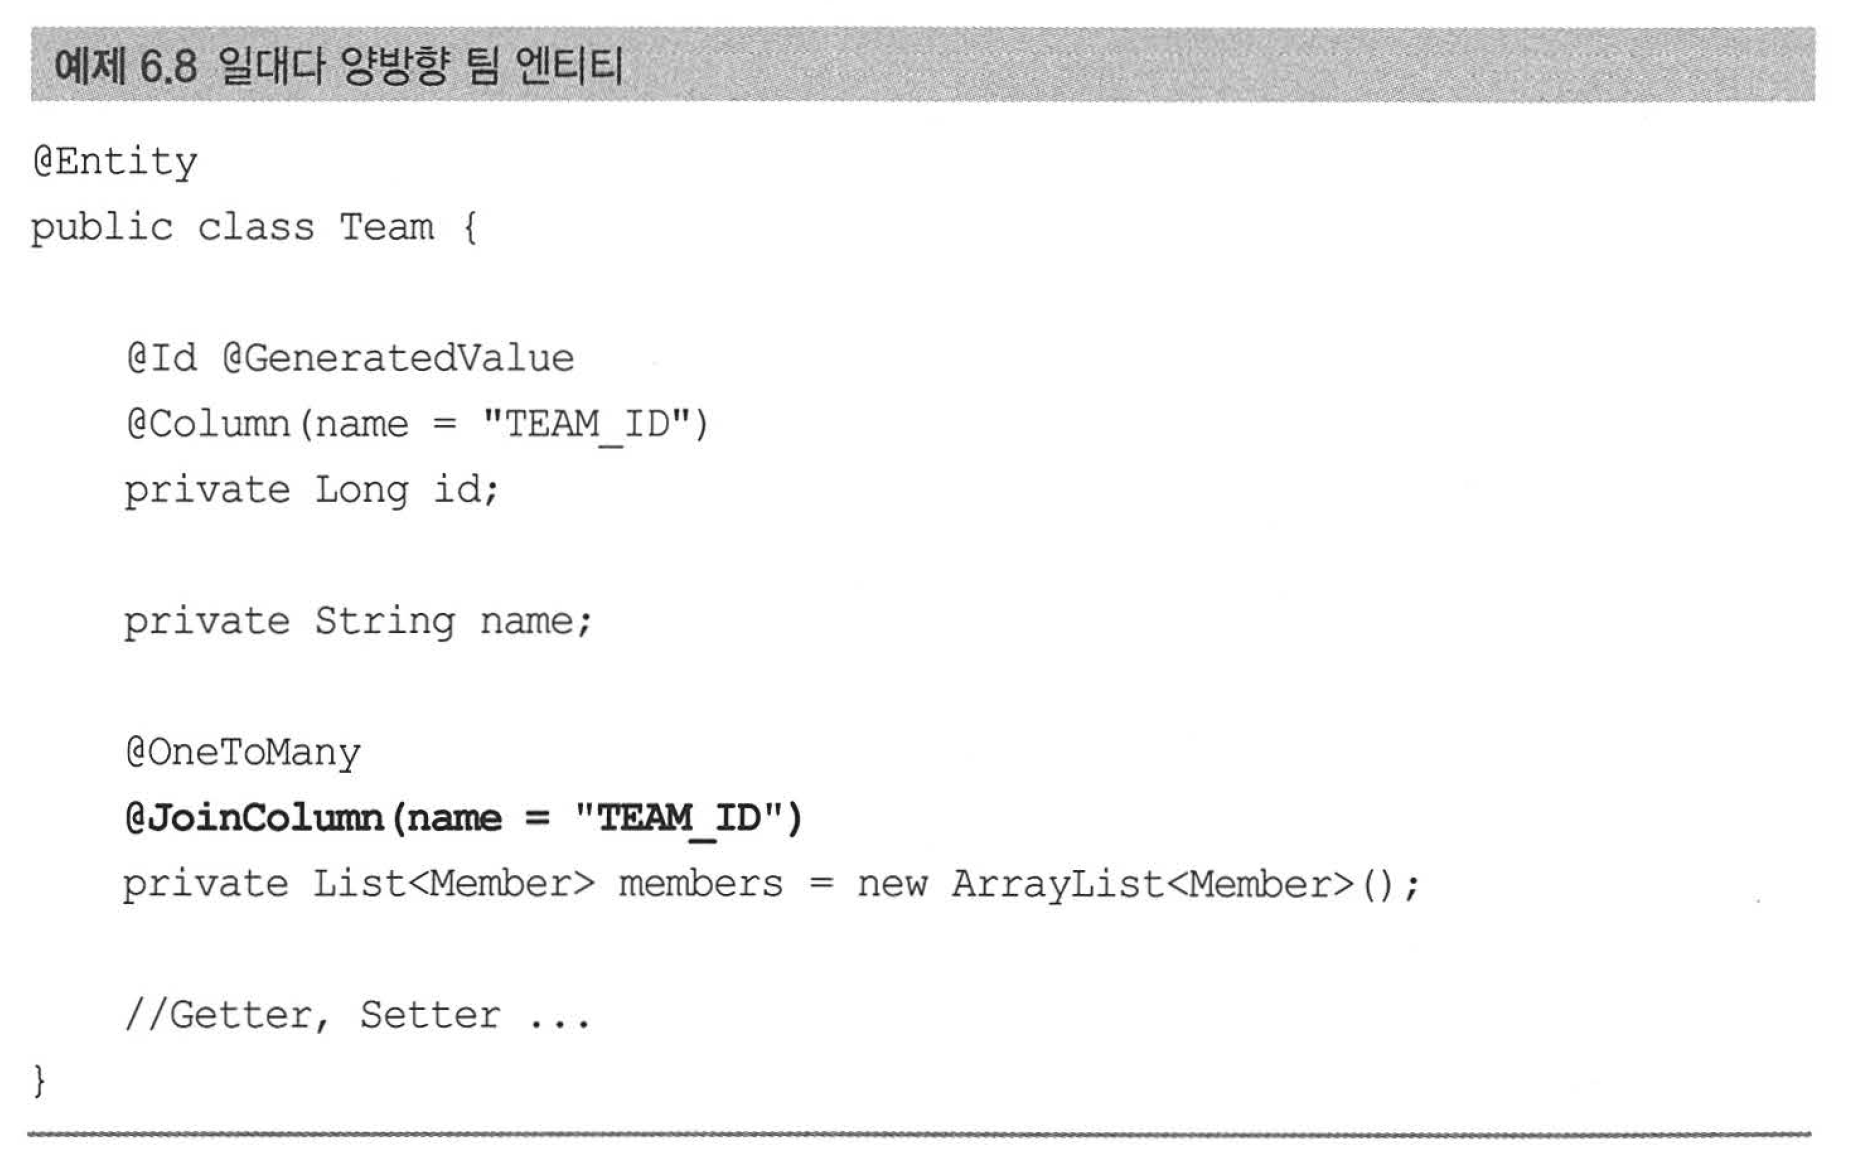 예제 6.8 일대다 양방향 팀 엔티티
@Entity
public class Team {
@Id @GeneratedValue
@Column(name = "TEAM_ID")
private Long id;
private String name;
@OneToMany
@JoinColumn(name = "TEAM_ID")
private List<Member> members = new ArrayList<Member>();
//Getter, Setter ...
}